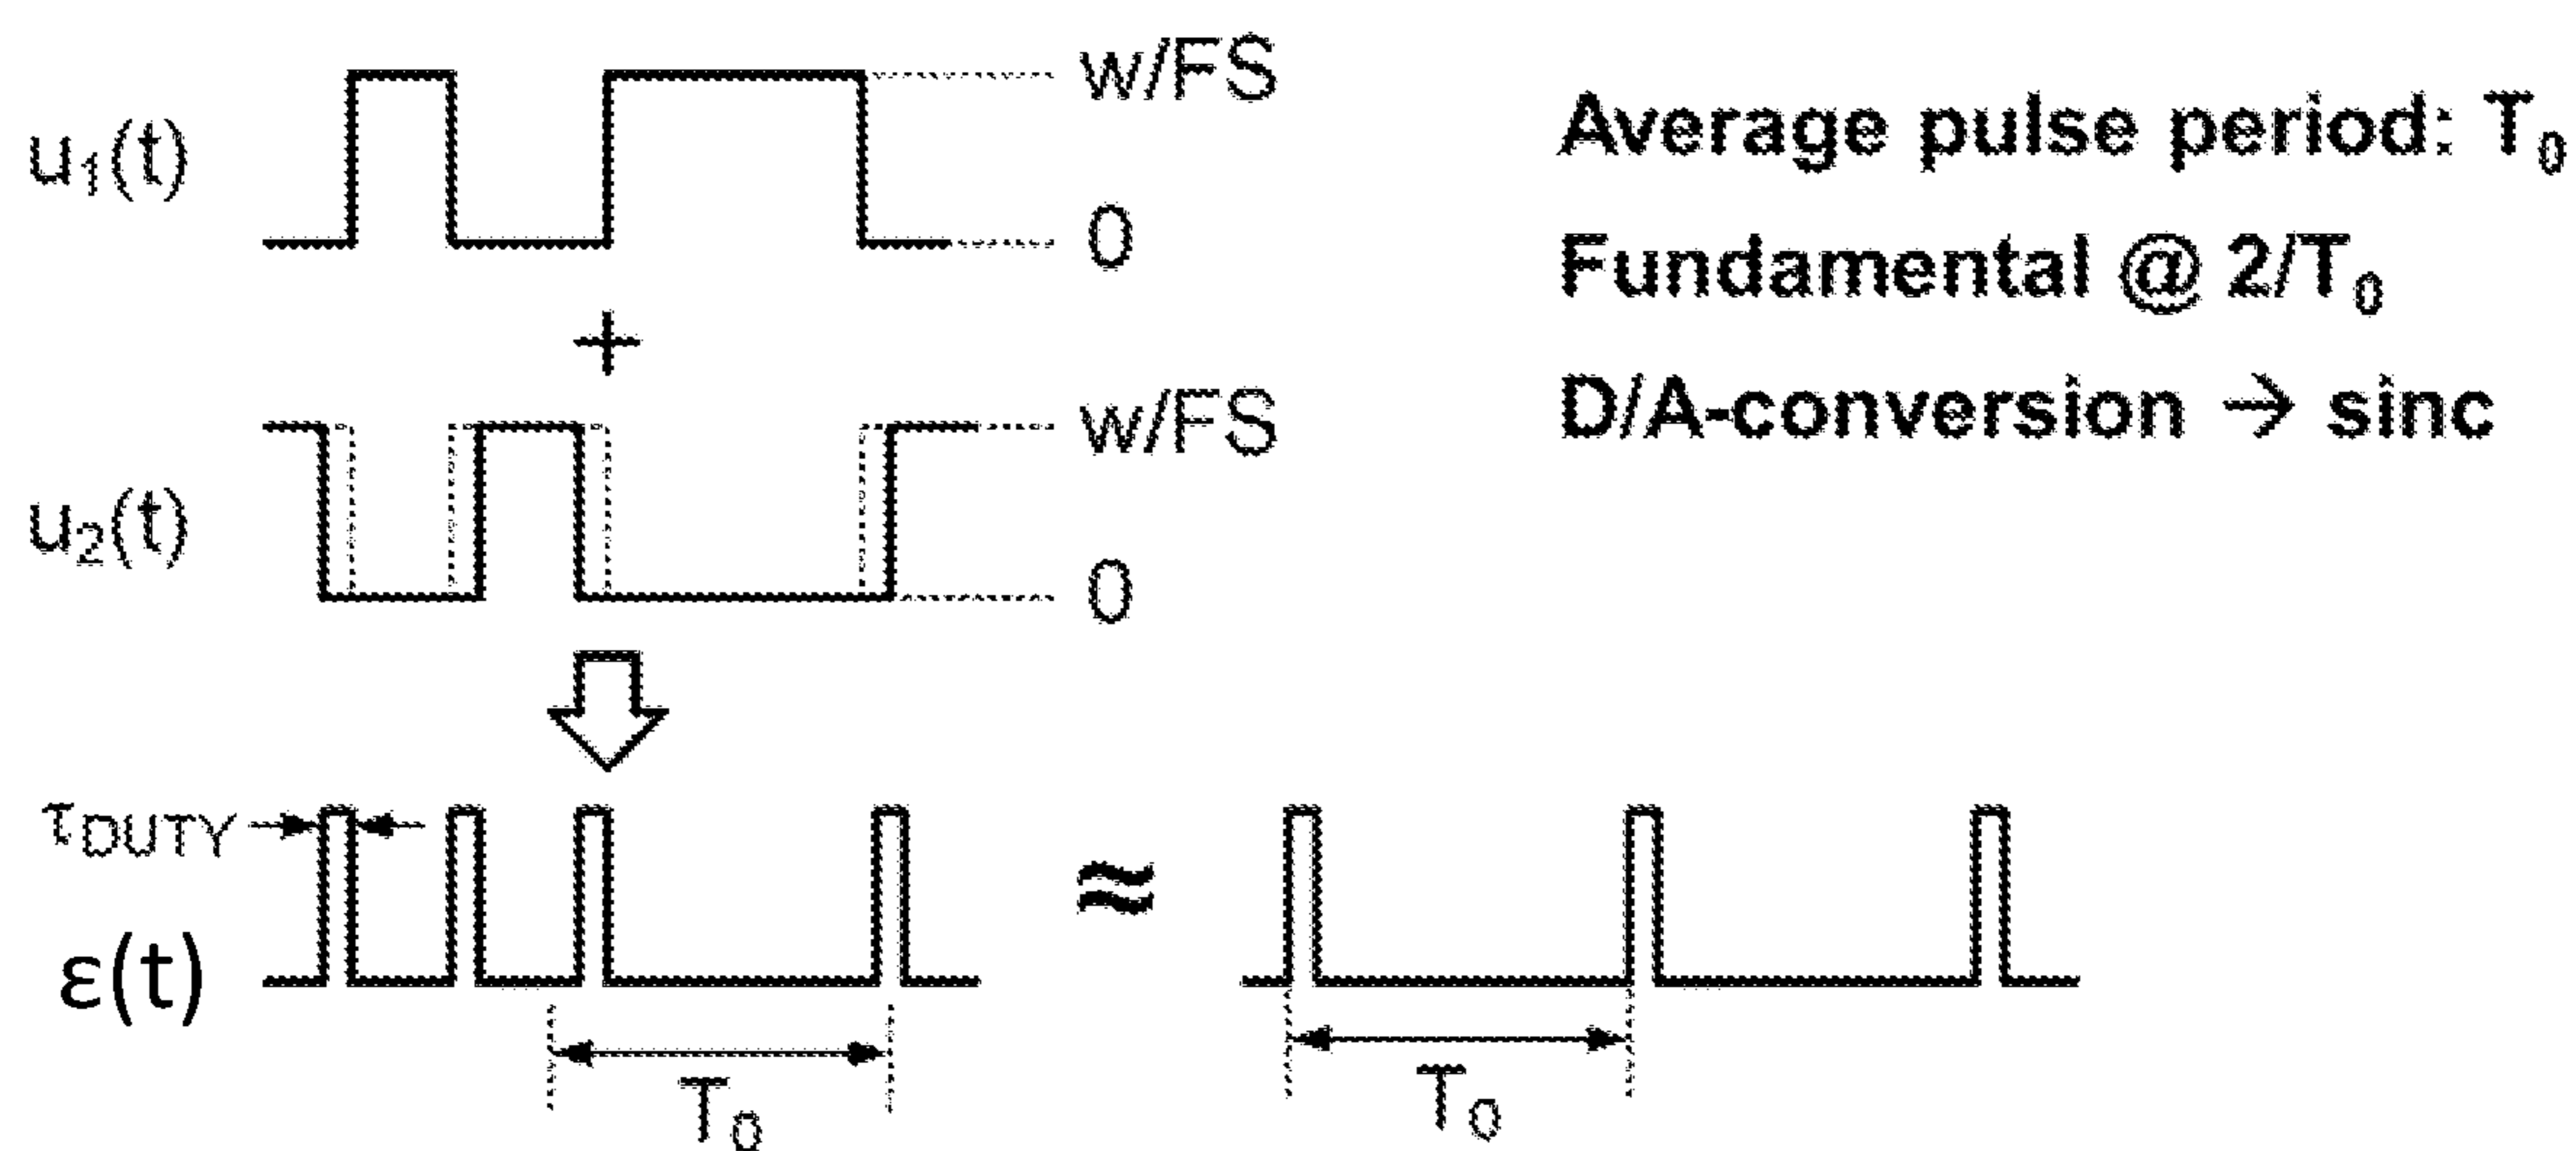 w/FS
u₁(t)
0
+
w/FS
u₂(t)
0
τDUTY
ε(t)
≈
T₀
T₀
Average pulse period: T₀
Fundamental @ 2/T₀
D/A-conversion → sinc